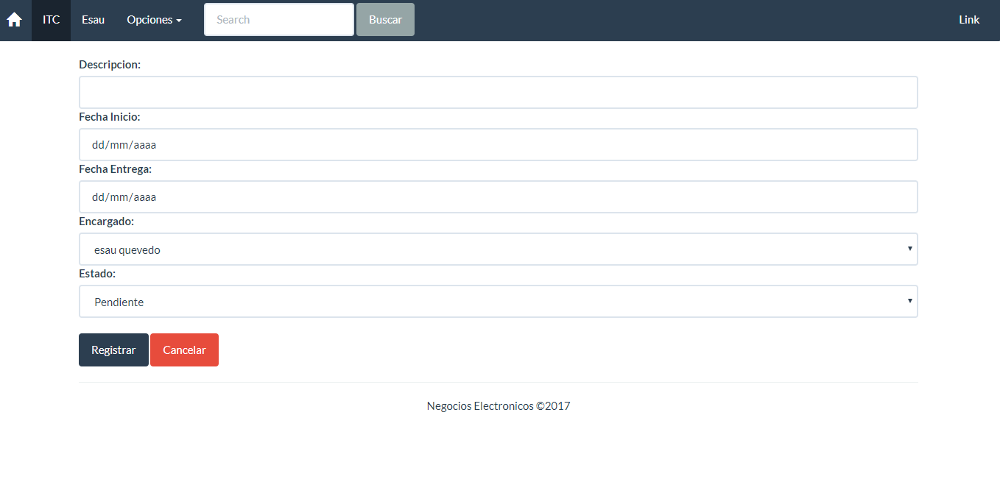 ITC Esau Opciones Search Buscar Link
Descripcion:
Fecha Inicio:
dd/mm/aaaa
Fecha Entrega:
dd/mm/aaaa
Encargado:
esau quevedo
Estado:
Pendiente
Registrar Cancelar
Negocios Electronicos ©2017